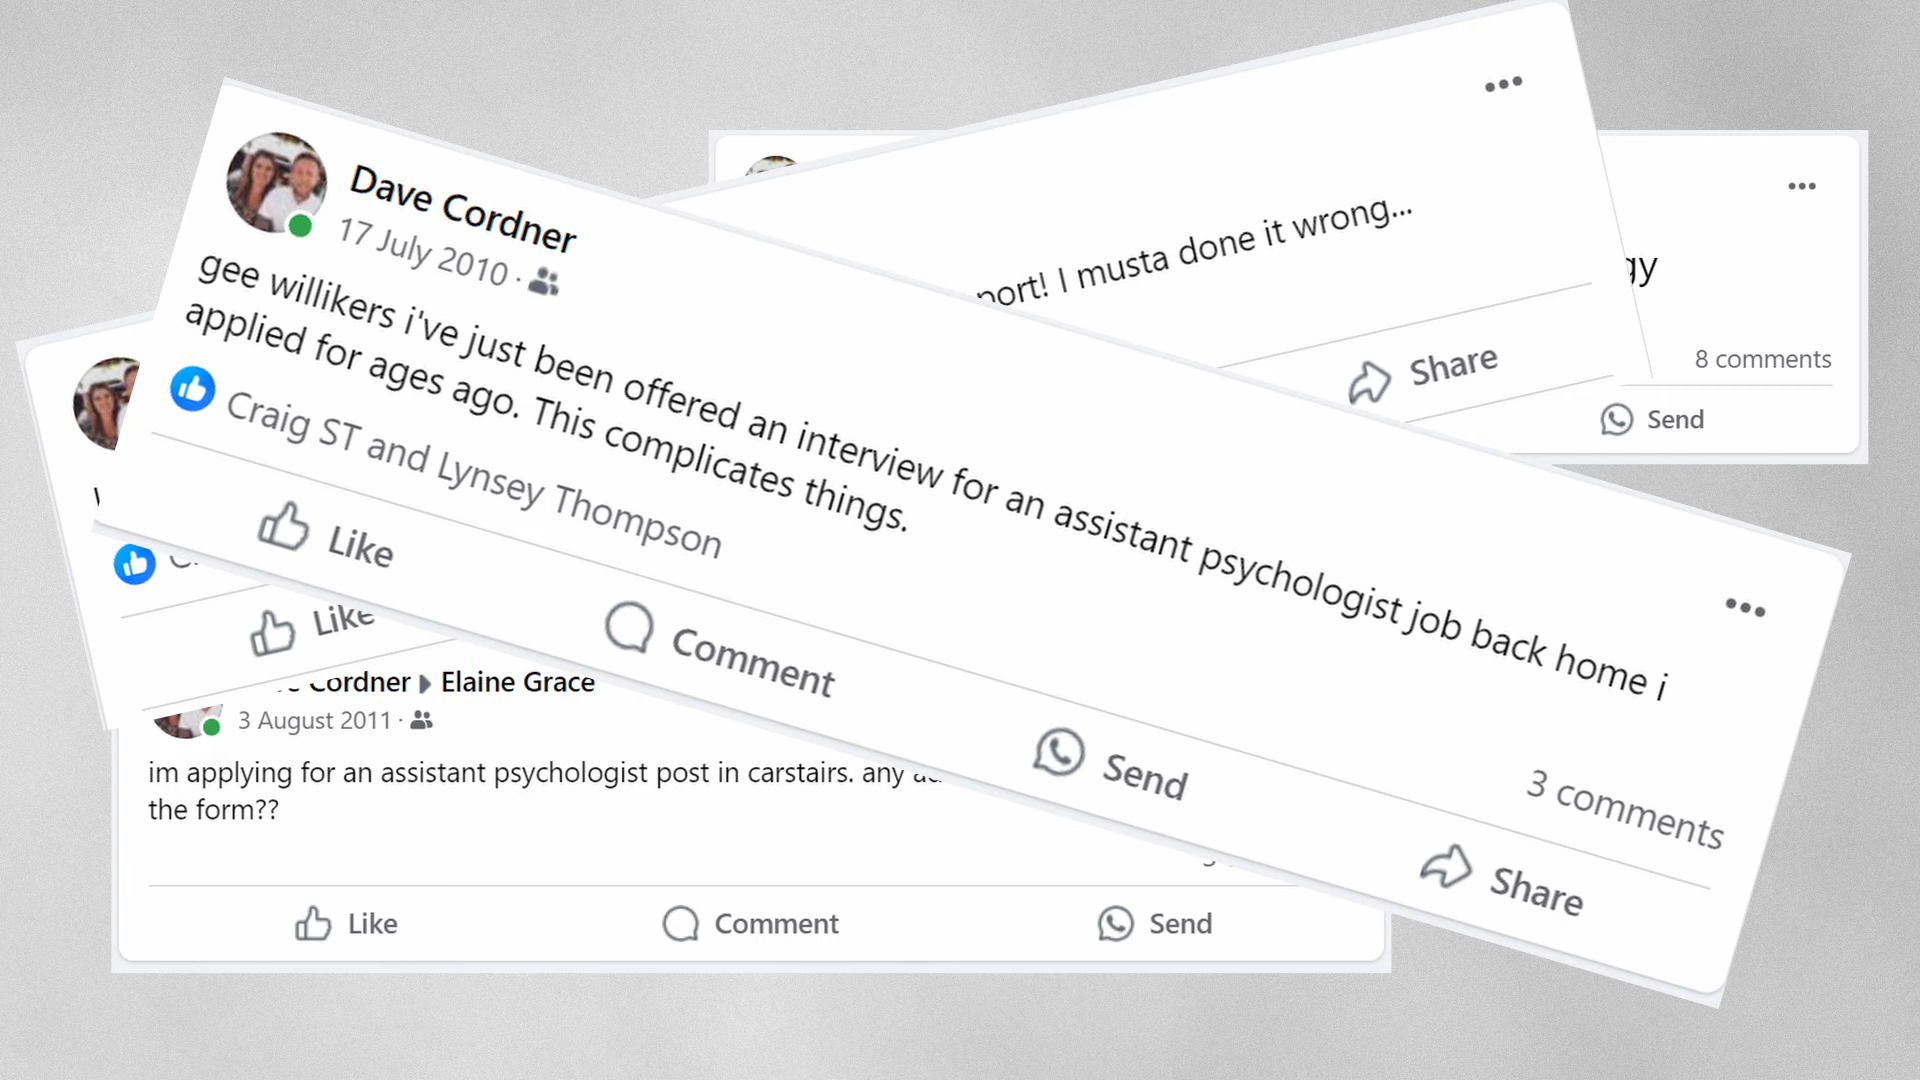 Dave Cordner
17 July 2010 ·
gee willikers i've just been offered an interview for an assistant psychologist job back home i
applied for ages ago. This complicates things.
Craig ST and Lynsey Thompson
3 comments
Like
Comment
Send
Share
I musta done it wrong...
Share
8 comments
Send
Like
Cordner Elaine Grace
3 August 2011 ·
im applying for an assistant psychologist post in carstairs. any
the form??
Like
Comment
Send